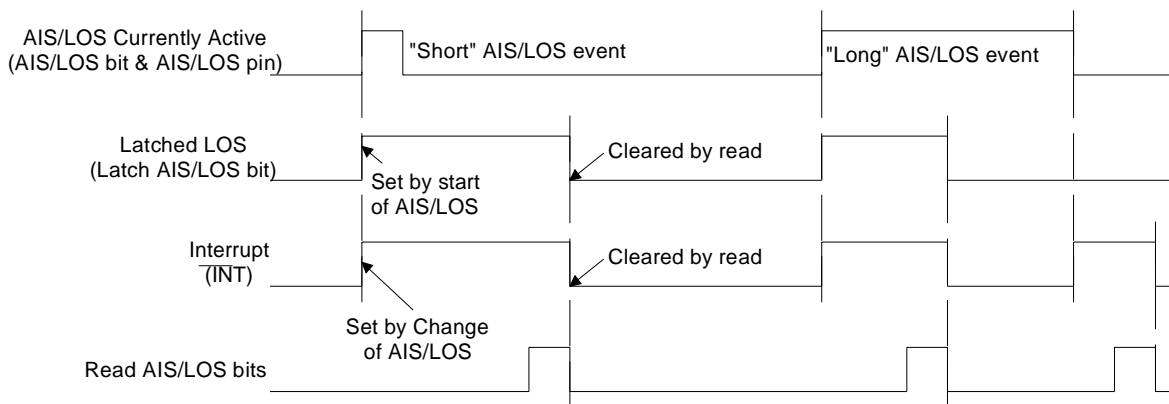 AIS/LOS Currently Active
(AIS/LOS bit & AIS/LOS pin)
"Short" AIS/LOS event
"Long" AIS/LOS event
Latched LOS
(Latch AIS/LOS bit)
Set by start
of AIS/LOS
Cleared by read
Interrupt
(INT)
Cleared by read
Set by Change
of AIS/LOS
Read AIS/LOS bits